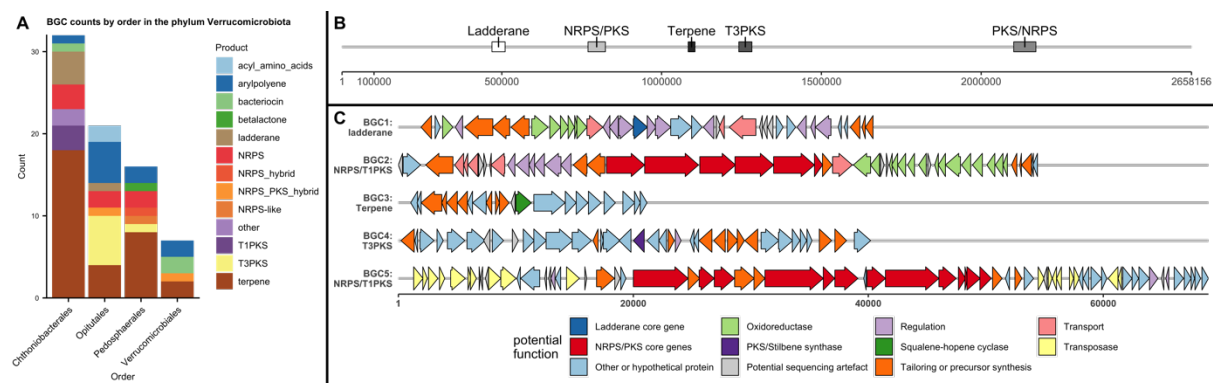 A
BGC counts by order in the phylum Verrucomicrobiota
30
20
10
0
Count
Chthoniobacterales
Opitutales
Pedosphaerales
Verrucomicrobiales
Order
Product
acyl_amino_acids
arylpolyene
bacteriocin
betalactone
ladderane
NRPS
NRPS_hybrid
NRPS_PKS_hybrid
NRPS-like
other
T1PKS
T3PKS
terpene
B
Ladderane NRPS/PKS Terpene T3PKS PKS/NRPS
1 100000 500000 1000000 1500000 2000000 2658156
C
BGC1:
ladderane
BGC2:
NRPS/T1PKS
BGC3:
Terpene
BGC4:
T3PKS
BGC5:
NRPS/T1PKS
1 20000 40000 60000
potential
function
Ladderane core gene
NRPS/PKS core genes
Other or hypothetical protein
Oxidoreductase
PKS/Stilbene synthase
Potential sequencing artefact
Regulation
Squalene-hopene cyclase
Tailoring or precursor synthesis
Transport
Transposase